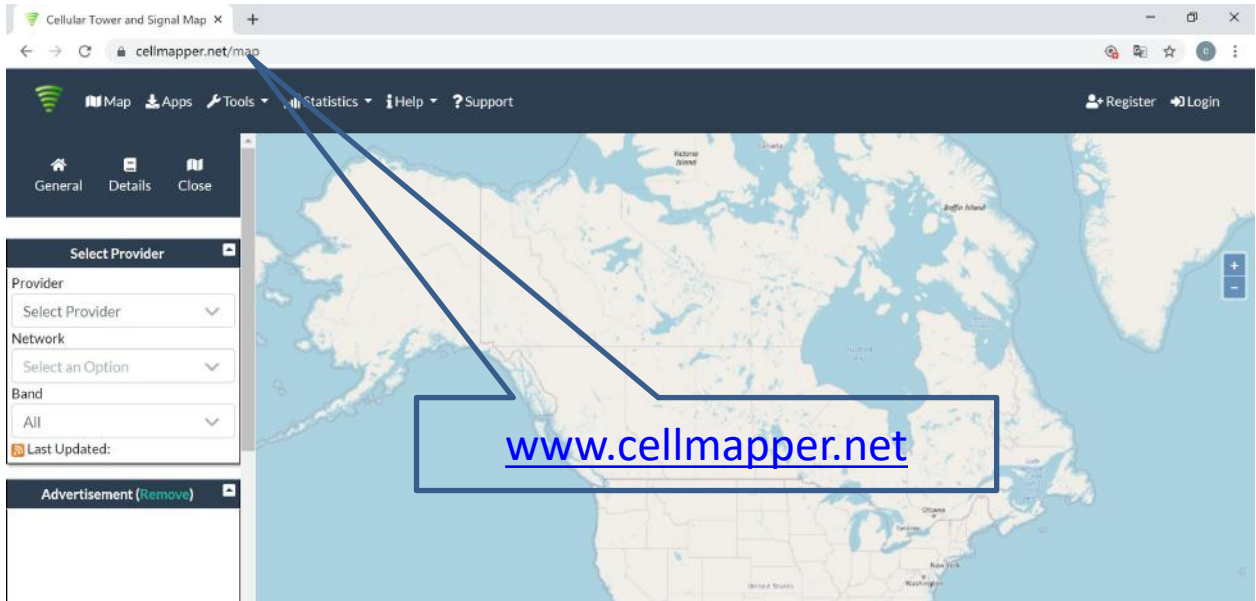 Cellular Tower and Signal Map
cellmapper.net/map
c
Map Apps Tools Statistics Help ? Support Register Login
General Details Close
Select Provider
Provider
Select Provider
Network
Select an Option
Band
All
Last Updated:
Advertisement (Remove)
Victoria
Island
Canada
Baffin Island
+
-
www.cellmapper.net
Ottawa
Toronto
New York
Washington
United States